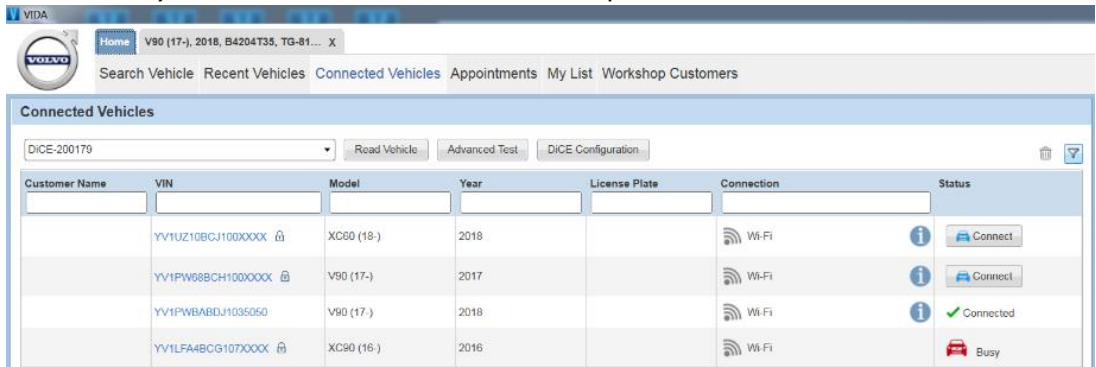 VIDA
Home V90 (17-), 2018, B4204T35, TG-81... X
VOLVO
Search Vehicle Recent Vehicles Connected Vehicles Appointments My List Workshop Customers
Connected Vehicles
DiCE-200179 Read Vehicle Advanced Test DiCE Configuration
Customer Name VIN Model Year License Plate Connection Status
YV1UZ10BCJ100XXXX XC60 (18-) 2018 Wi-Fi Connect
YV1PW68BCH100XXXX V90 (17-) 2017 Wi-Fi Connect
YV1PWBABDJ1035050 V90 (17-) 2018 Wi-Fi Connected
YV1LFA4BCG107XXXX XC90 (16-) 2016 Wi-Fi Busy